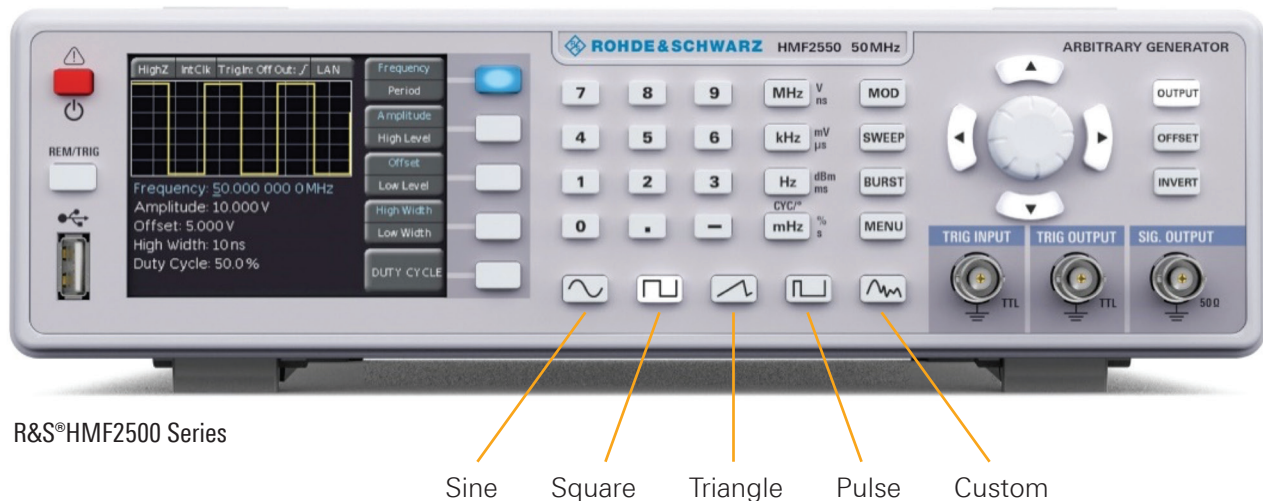 ROHDE&SCHWARZ HMF2550 50MHz
ARBITRARY GENERATOR
HighZ IntClk TrigIn: Off Out: LAN
Frequency
Period
Amplitude
High Level
Offset
Low Level
High Width
Low Width
DUTY CYCLE
Frequency: 50.000 000 0 MHz
Amplitude: 10.000 V
Offset: 5.000 V
High Width: 10 ns
Duty Cycle: 50.0 %
REM/TRIG
7 8 9 MHz V ns MOD
4 5 6 kHz mV µs SWEEP
1 2 3 Hz dBm ms BURST
CYC/°
0 . – mHz % s MENU
OUTPUT
OFFSET
INVERT
TRIG INPUT TRIG OUTPUT SIG. OUTPUT
TTL TTL 50 Ω
R&S®HMF2500 Series
Sine Square Triangle Pulse Custom